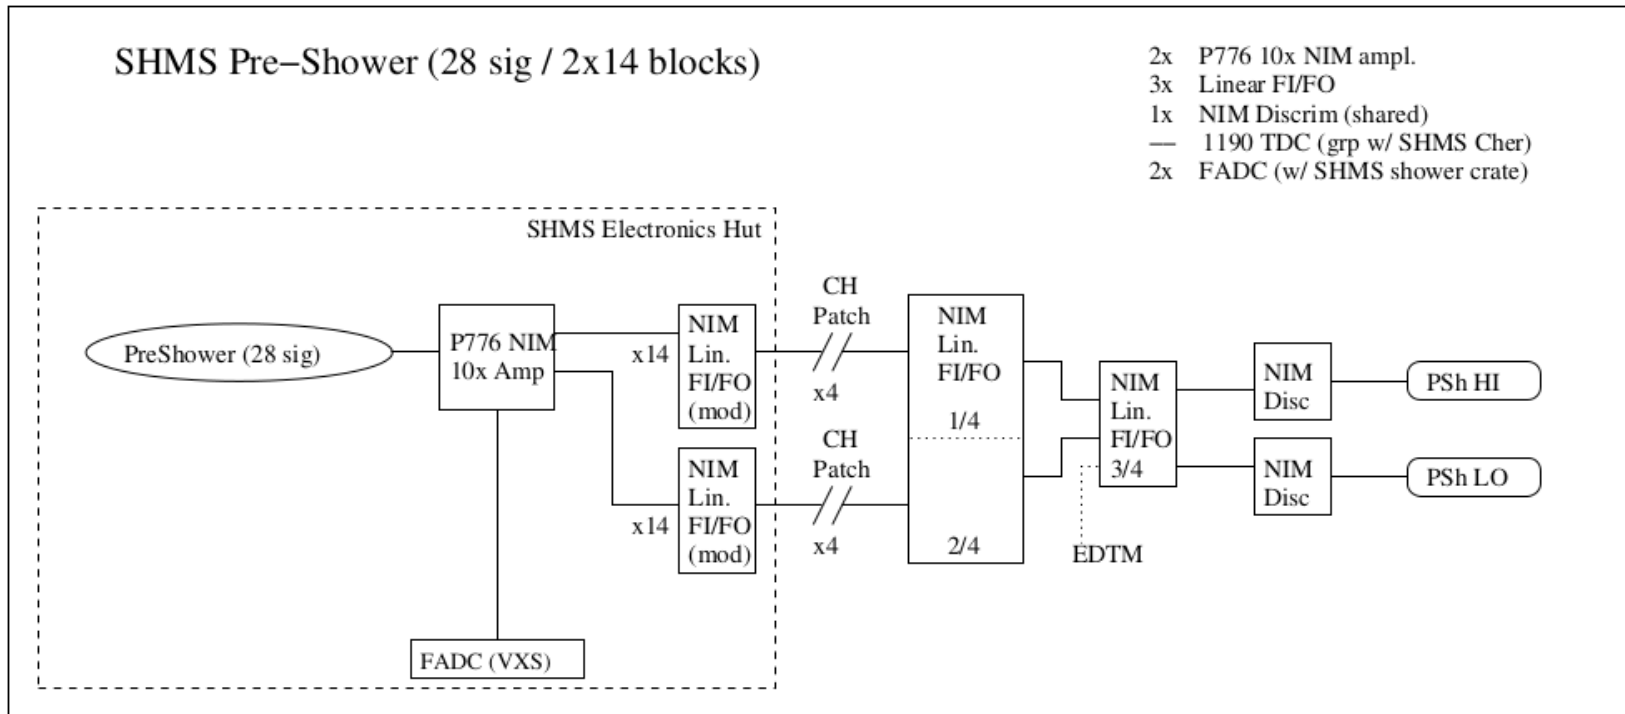 SHMS Pre−Shower (28 sig / 2x14 blocks)
2x P776 10x NIM ampl.
3x Linear FI/FO
1x NIM Discrim (shared)
–– 1190 TDC (grp w/ SHMS Cher)
2x FADC (w/ SHMS shower crate)
SHMS Electronics Hut
PreShower (28 sig)
P776 NIM
10x Amp
x14
NIM
Lin.
FI/FO
(mod)
x14
NIM
Lin.
FI/FO
(mod)
FADC (VXS)
CH
Patch
x4
CH
Patch
x4
NIM
Lin.
FI/FO
1/4
2/4
NIM
Lin.
FI/FO
3/4
EDTM
NIM
Disc
NIM
Disc
PSh HI
PSh LO